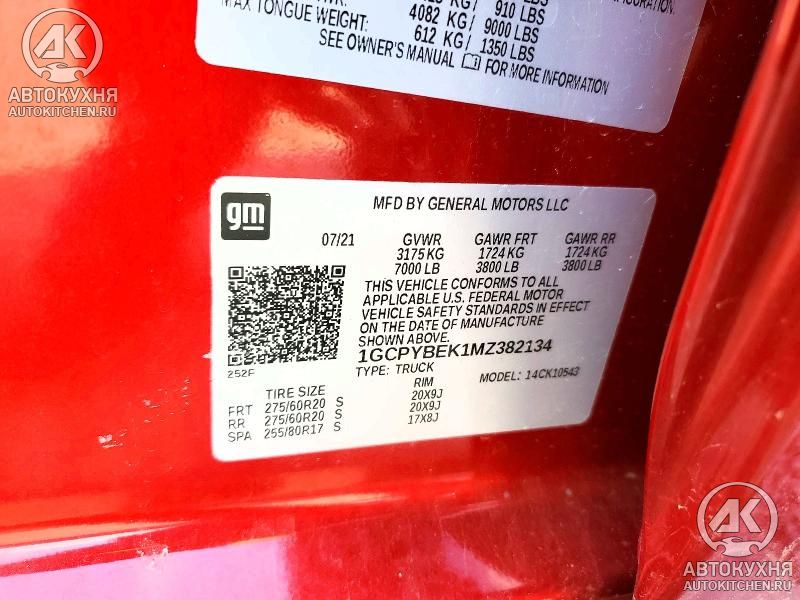 910 LBS
4082 KG/ 9000 LBS
MAX TONGUE WEIGHT: 612 KG/ 1350 LBS
SEE OWNER'S MANUAL FOR MORE INFORMATION
AK
АВТОКУХНЯ
AUTOKITCHEN.RU
gm
MFD BY GENERAL MOTORS LLC
07/21 GVWR GAWR FRT GAWR RR
3175 KG 1724 KG 1724 KG
7000 LB 3800 LB 3800 LB
THIS VEHICLE CONFORMS TO ALL
APPLICABLE U.S. FEDERAL MOTOR
VEHICLE SAFETY STANDARDS IN EFFECT
ON THE DATE OF MANUFACTURE
SHOWN ABOVE.
1GCPYBEK1MZ382134
252F
TYPE: TRUCK MODEL: 14CK10543
TIRE SIZE RIM
FRT 275/60R20 S 20X9J
RR 275/60R20 S 20X9J
SPA 255/80R17 S 17X8J
AK
АВТОКУХНЯ
AUTOKITCHEN.RU